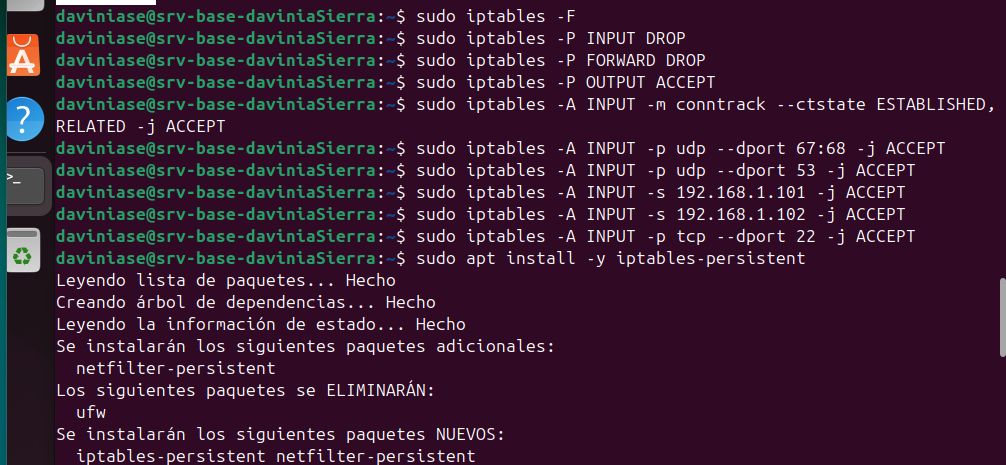 daviniase@srv-base-daviniaSierra:~$ sudo iptables -F
daviniase@srv-base-daviniaSierra:~$ sudo iptables -P INPUT DROP
daviniase@srv-base-daviniaSierra:~$ sudo iptables -P FORWARD DROP
daviniase@srv-base-daviniaSierra:~$ sudo iptables -P OUTPUT ACCEPT
daviniase@srv-base-daviniaSierra:~$ sudo iptables -A INPUT -m conntrack --ctstate ESTABLISHED,
RELATED -j ACCEPT
daviniase@srv-base-daviniaSierra:~$ sudo iptables -A INPUT -p udp --dport 67:68 -j ACCEPT
daviniase@srv-base-daviniaSierra:~$ sudo iptables -A INPUT -p udp --dport 53 -j ACCEPT
daviniase@srv-base-daviniaSierra:~$ sudo iptables -A INPUT -s 192.168.1.101 -j ACCEPT
daviniase@srv-base-daviniaSierra:~$ sudo iptables -A INPUT -s 192.168.1.102 -j ACCEPT
daviniase@srv-base-daviniaSierra:~$ sudo iptables -A INPUT -p tcp --dport 22 -j ACCEPT
daviniase@srv-base-daviniaSierra:~$ sudo apt install -y iptables-persistent
Leyendo lista de paquetes... Hecho
Creando árbol de dependencias... Hecho
Leyendo la información de estado... Hecho
Se instalarán los siguientes paquetes adicionales:
  netfilter-persistent
Los siguientes paquetes se ELIMINARÁN:
  ufw
Se instalarán los siguientes paquetes NUEVOS:
  iptables-persistent netfilter-persistent